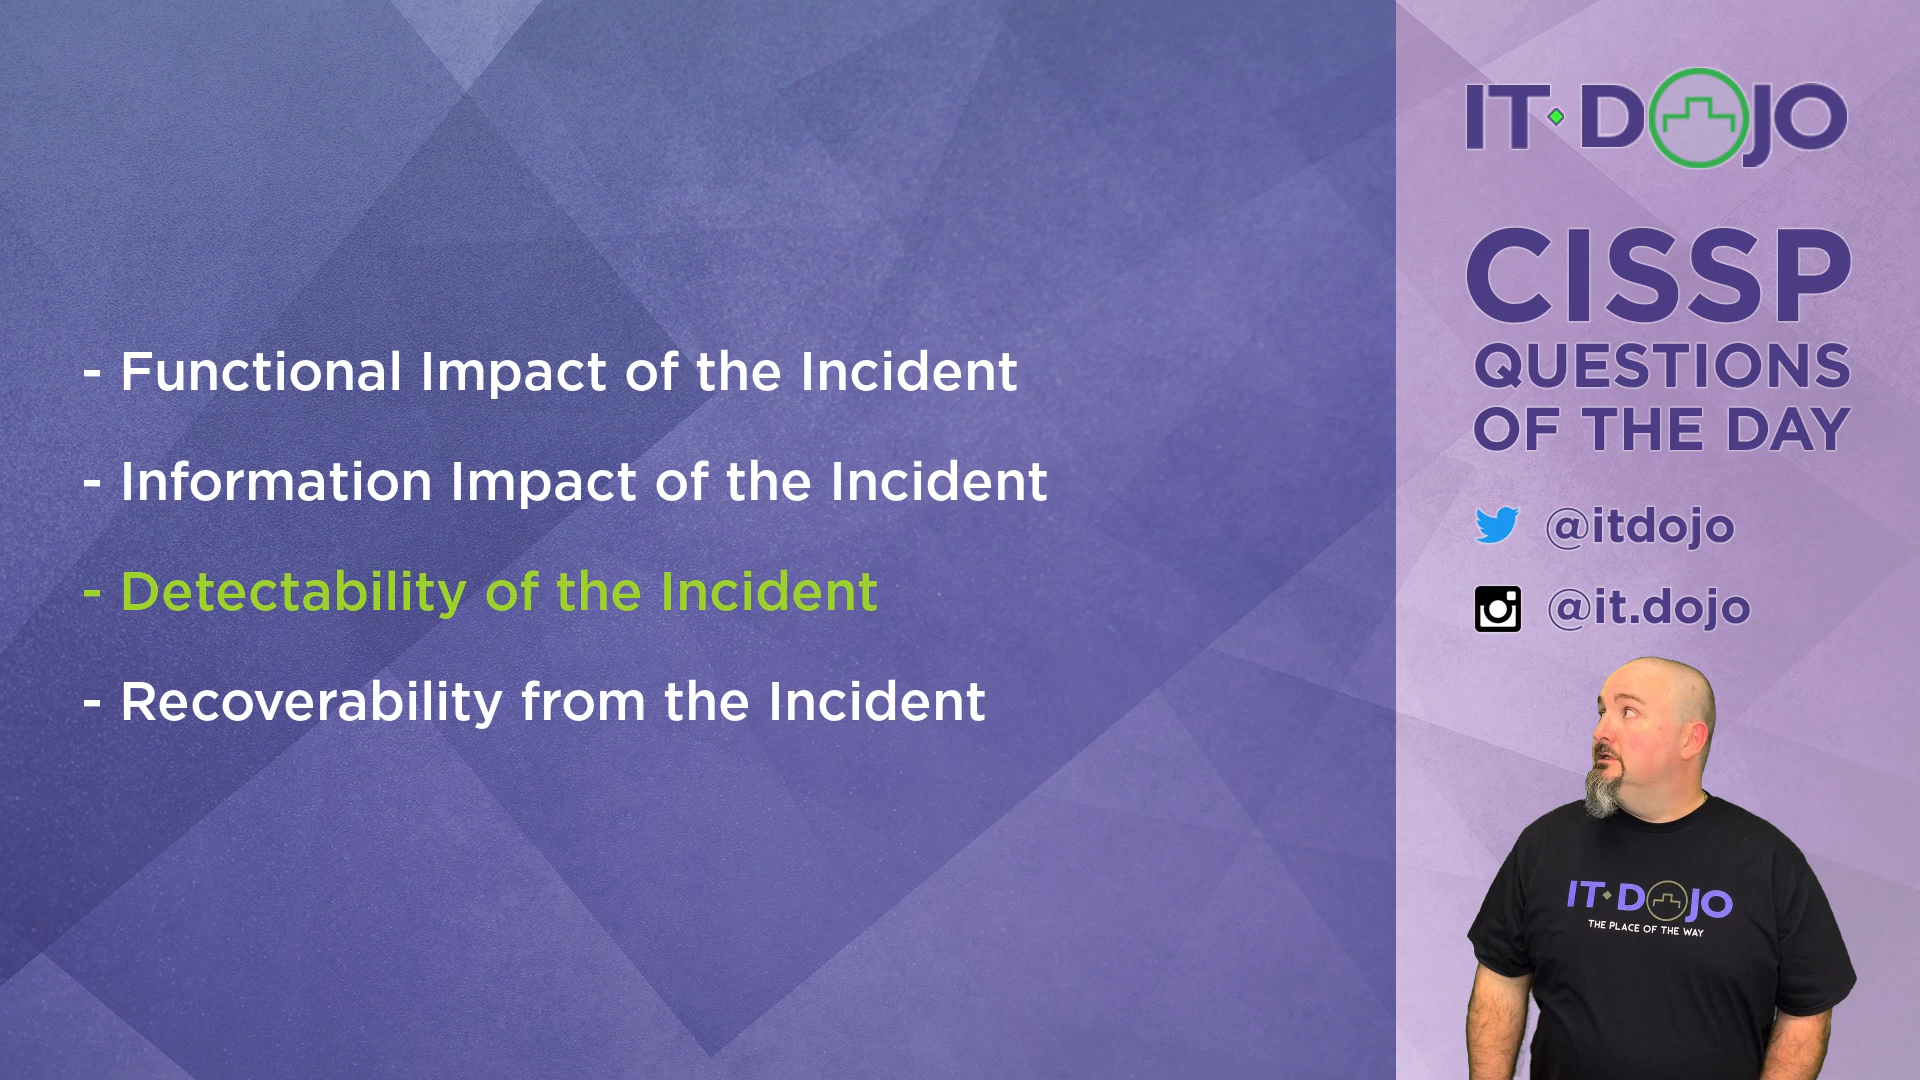 - Functional Impact of the Incident
- Information Impact of the Incident
- Detectability of the Incident
- Recoverability from the Incident
IT DOJO
CISSP
QUESTIONS
OF THE DAY
@itdojo
@it.dojo
IT DOJO
THE PLACE OF THE WAY